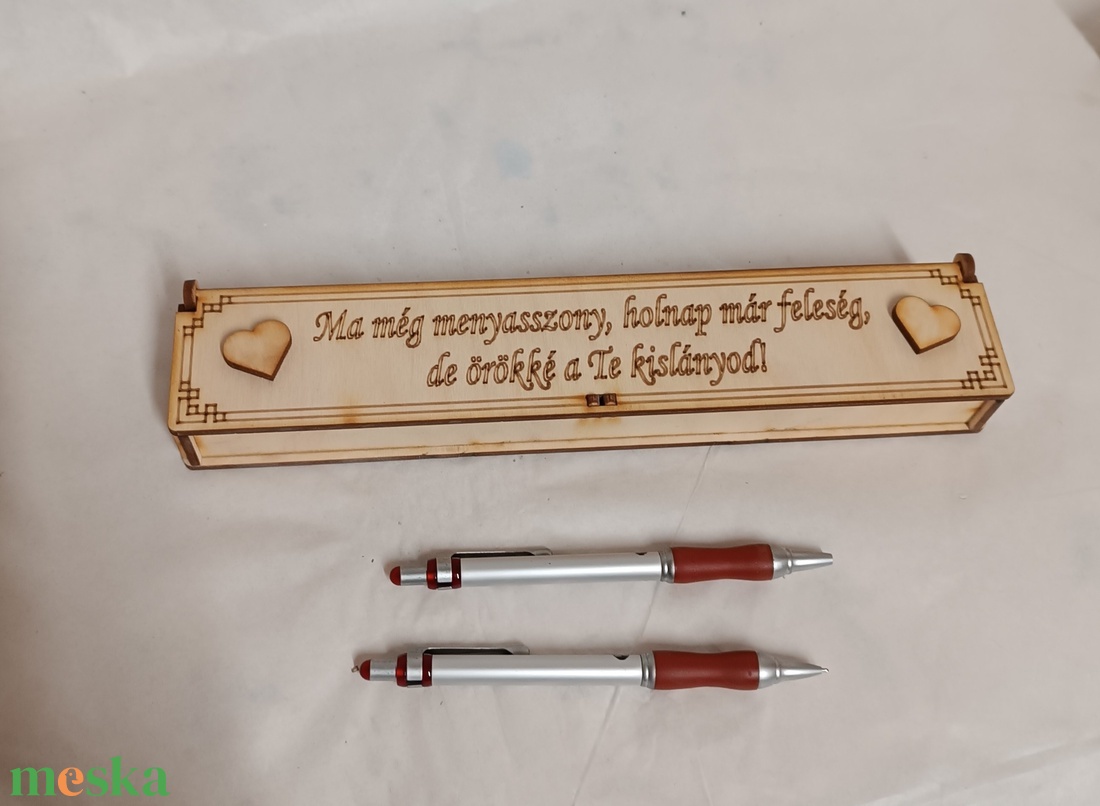 Ma még menyasszony, holnap már feleség,
de örökké a Te kislányod!
meska